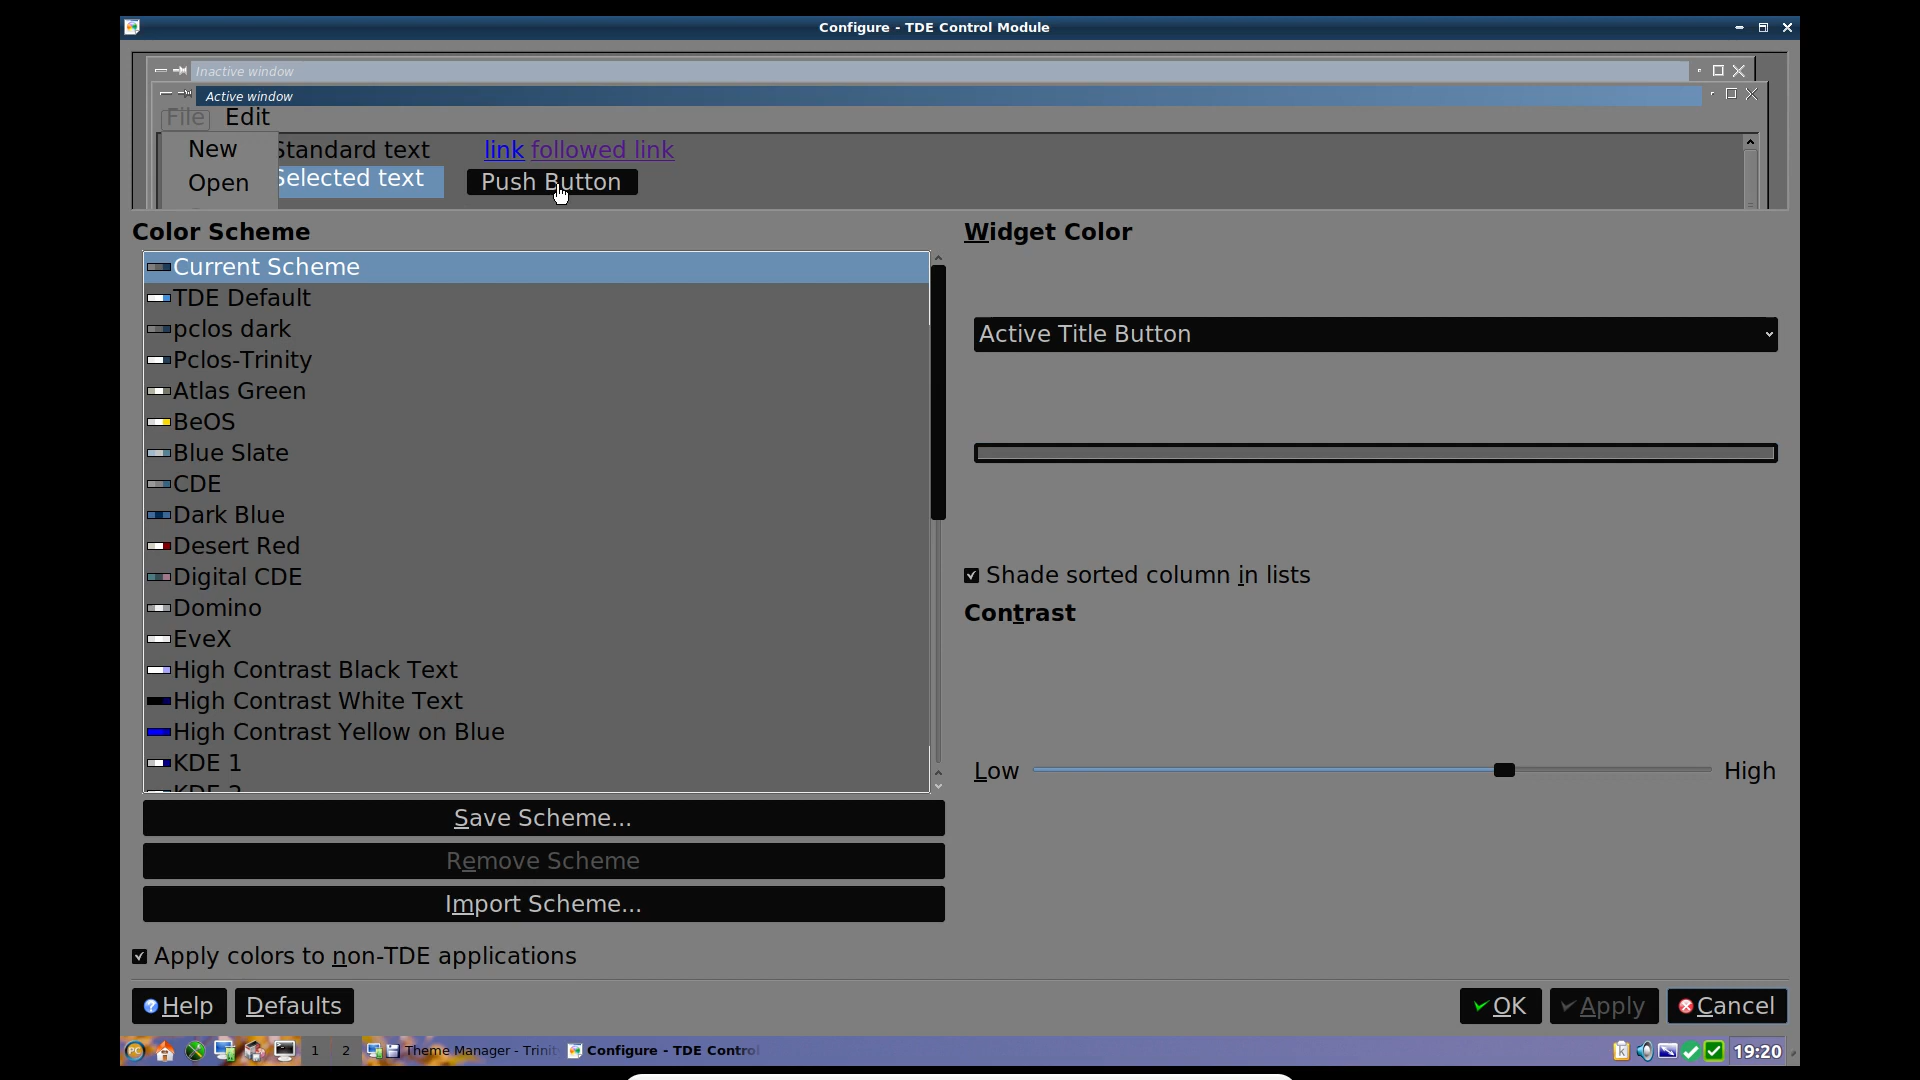 Configure - TDE Control Module
Inactive window
Active window
File Edit
New
Standard text link followed link
Open
Selected text Push Button
Color Scheme
Widget Color
Current Scheme
TDE Default
pclos dark
Active Title Button
Pclos-Trinity
Atlas Green
BeOS
Blue Slate
CDE
Dark Blue
Desert Red
Digital CDE
Shade sorted column in lists
Domino
Contrast
EveX
High Contrast Black Text
High Contrast White Text
High Contrast Yellow on Blue
KDE 1
Low High
KDE 2
Save Scheme...
Remove Scheme
Import Scheme...
Apply colors to non-TDE applications
Help Defaults OK Apply Cancel
1 2 Theme Manager - Trinit Configure - TDE Control 19:20